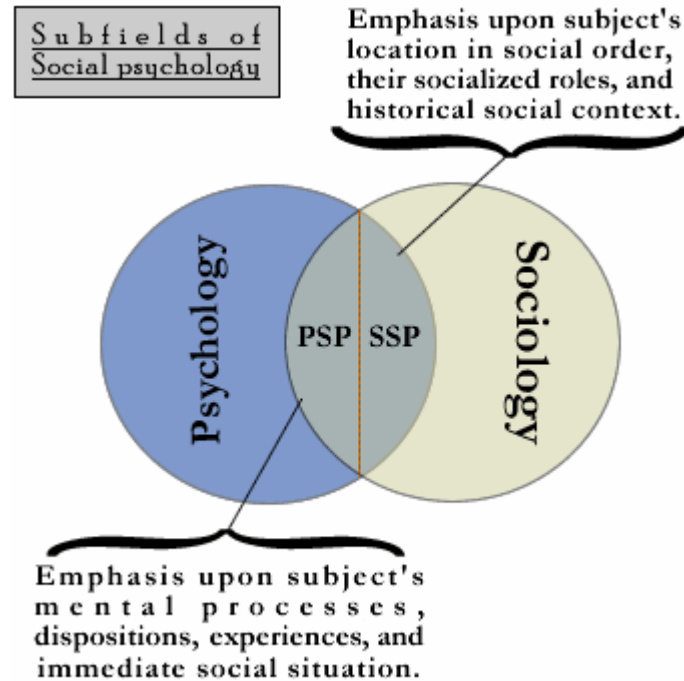 Subfields of
Social psychology
Emphasis upon subject's
location in social order,
their socialized roles, and
historical social context.
Psychology
PSP
SSP
Sociology
Emphasis upon subject's
mental processes,
dispositions, experiences, and
immediate social situation.